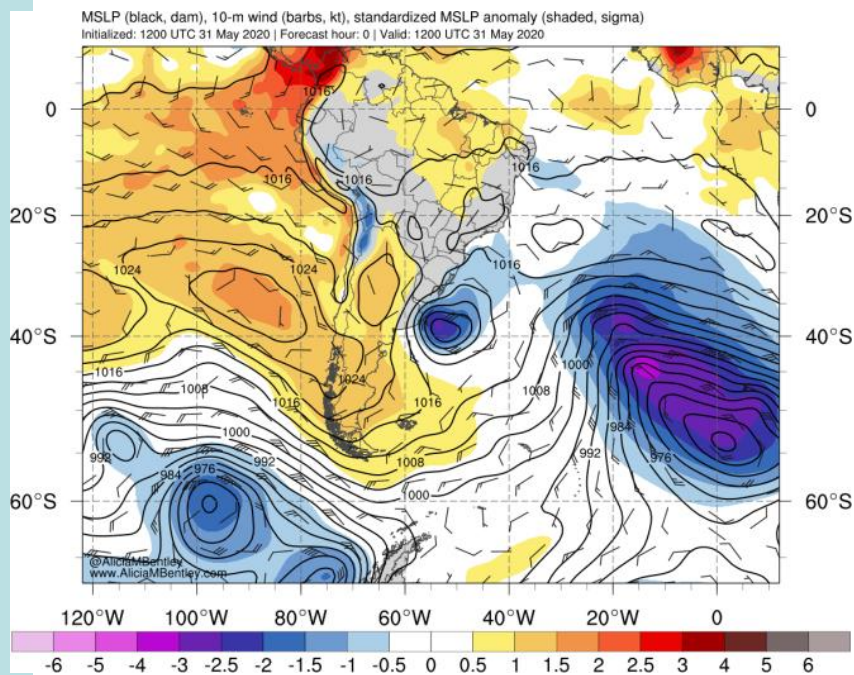 MSLP (black, dam), 10-m wind (barbs, kt), standardized MSLP anomaly (shaded, sigma)
Initialized: 1200 UTC 31 May 2020 | Forecast hour: 0 | Valid: 1200 UTC 31 May 2020
1016
0 0
1016 1016 1016
20°S 20°S
1024 1024 1016
40°S 40°S
1000
1016 1024
1008 1016 1016 1008
1000 984
992 992 1008 992 976
984 976 1000
60°S 60°S
@AliciaMBentley
www.AliciaMBentley.com
120°W 100°W 80°W 60°W 40°W 20°W 0
-6 -5 -4 -3 -2.5 -2 -1.5 -1 -0.5 0 0.5 1 1.5 2 2.5 3 4 5 6